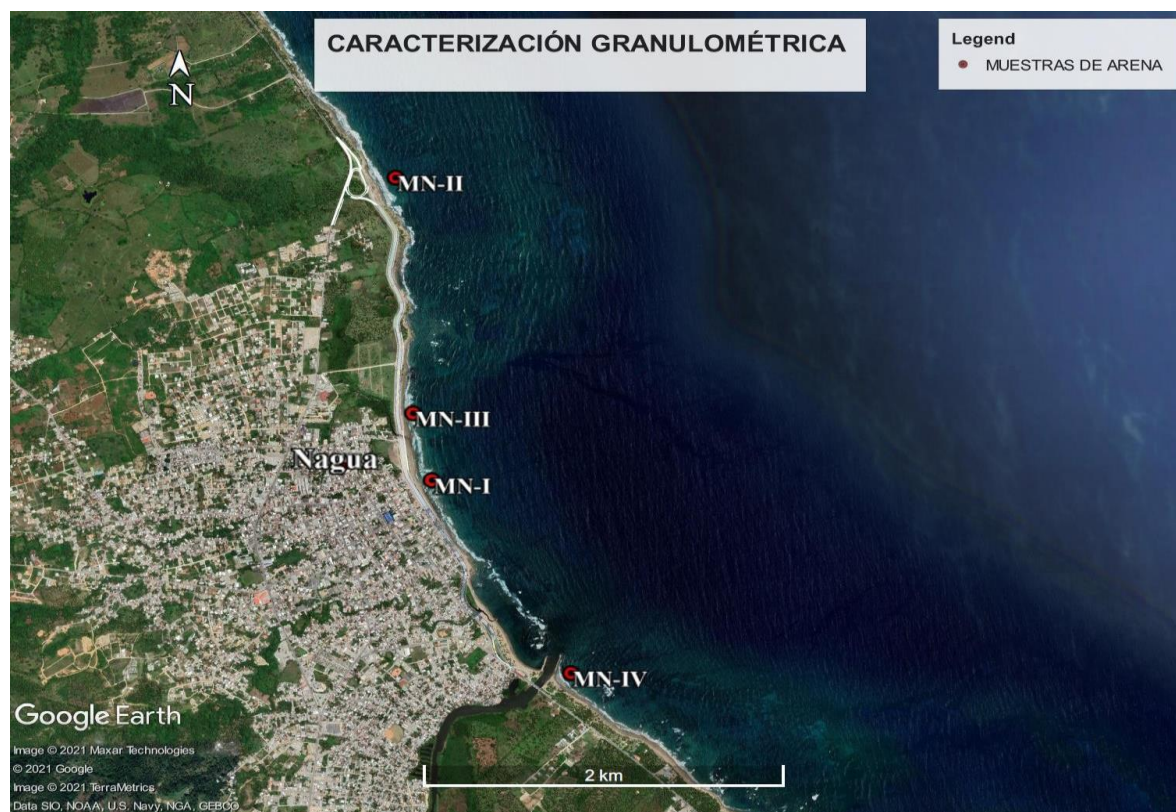 CARACTERIZACIÓN GRANULOMÉTRICA
Legend
MUESTRAS DE ARENA
N
MN-II
MN-III
Nagua
MN-I
MN-IV
Google Earth
Image © 2021 Maxar Technologies
© 2021 Google
Image © 2021 TerraMetrics
Data SIO, NOAA, U.S. Navy, NGA, GEBCO
2 km